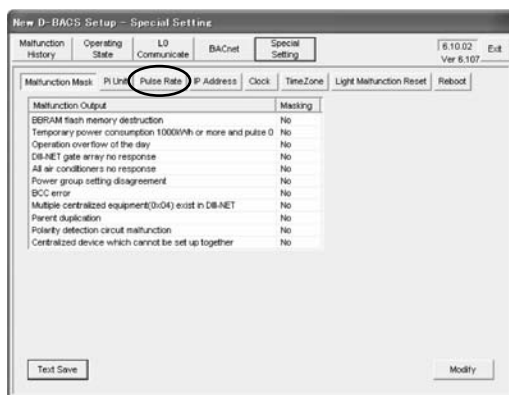 New D-BACS Setup - Special Setting
Malfunction History
Operating State
L0 Communicate
BACnet
Special Setting
6.10.02
Ver 6.107
Exit
Malfunction Mask
Pi Unit
Pulse Rate
IP Address
Clock
TimeZone
Light Malfunction Reset
Reboot
Malfunction Output Masking
BBRAM flash memory destruction No
Temporary power consumption 1000kWh or more and pulse 0 No
Operation overflow of the day No
DIII-NET gate array no response No
All air conditioners no response No
Power group setting disagreement No
BCC error No
Multiple centralized equipment(0x04) exist in DIII-NET No
Parent duplication No
Polarity detection circuit malfunction No
Centralized device which cannot be set up together No
Text Save
Modify